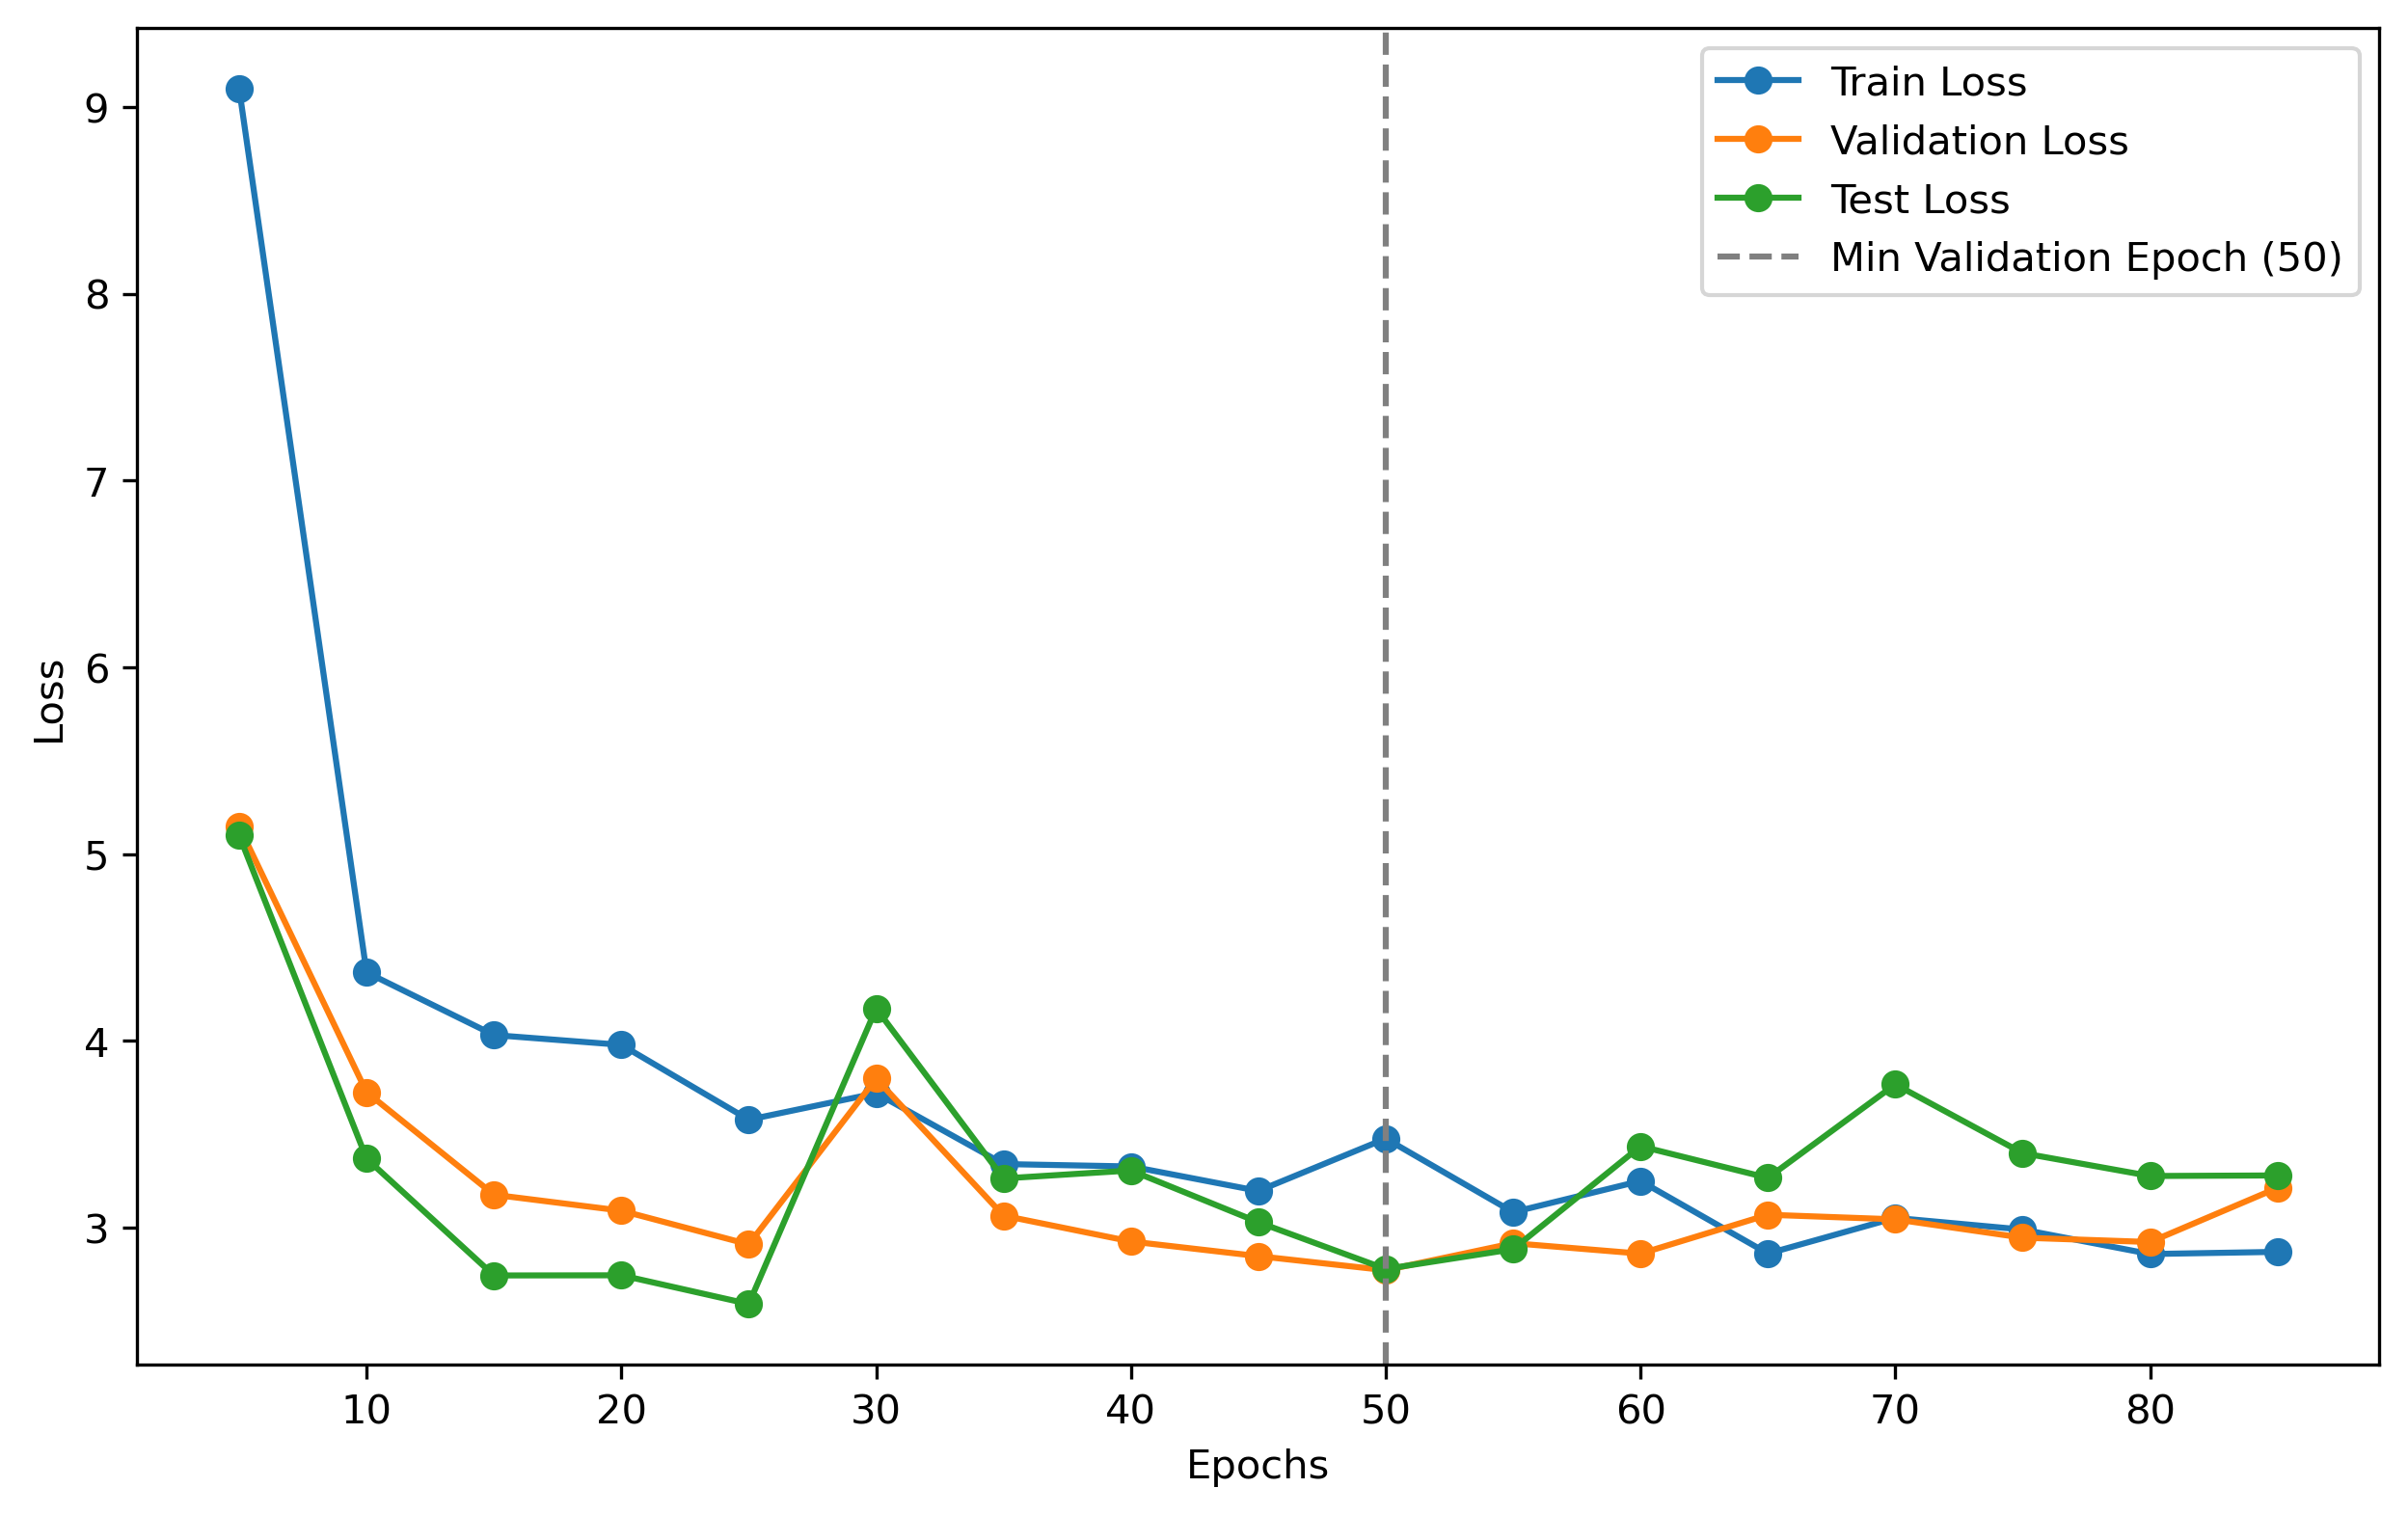 Train Loss
Validation Loss
Test Loss
Min Validation Epoch (50)
9
8
7
6
5
4
3
Loss
10 20 30 40 50 60 70 80
Epochs